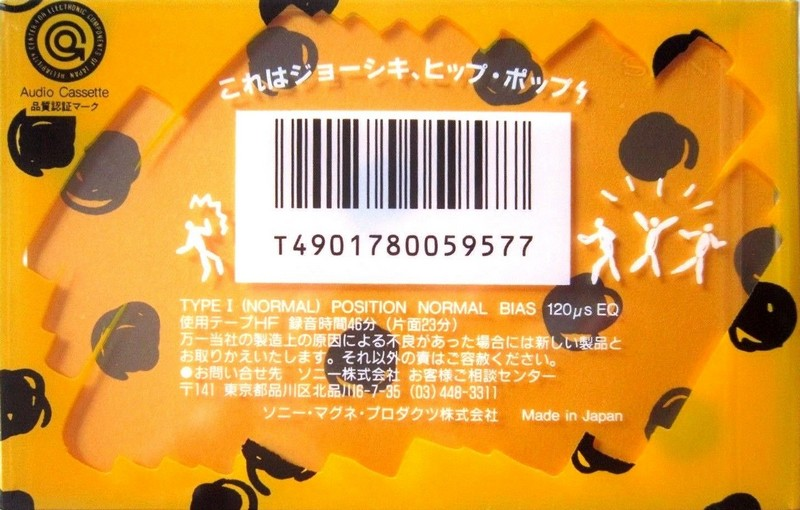 RELIABILITY CENTER FOR ELECTRONIC COMPONENTS OF JAPAN
Audio Cassette
品質認証マーク
これはジョーシキ、ヒップ・ポップ
T4901780059577
TYPE I (NORMAL) POSITION NORMAL BIAS 120μs EQ
使用テープHF 録音時間46分 (片面23分)
万一当社の製造上の原因による不良があった場合には新しい製品と
お取りかえいたします。それ以外の責はご容赦ください。
●お問い合せ先 ソニー株式会社 お客様ご相談センター
〒141 東京都品川区北品川6-7-35 (03)448-3311
ソニー・マグネ・プロダクツ株式会社 Made in Japan